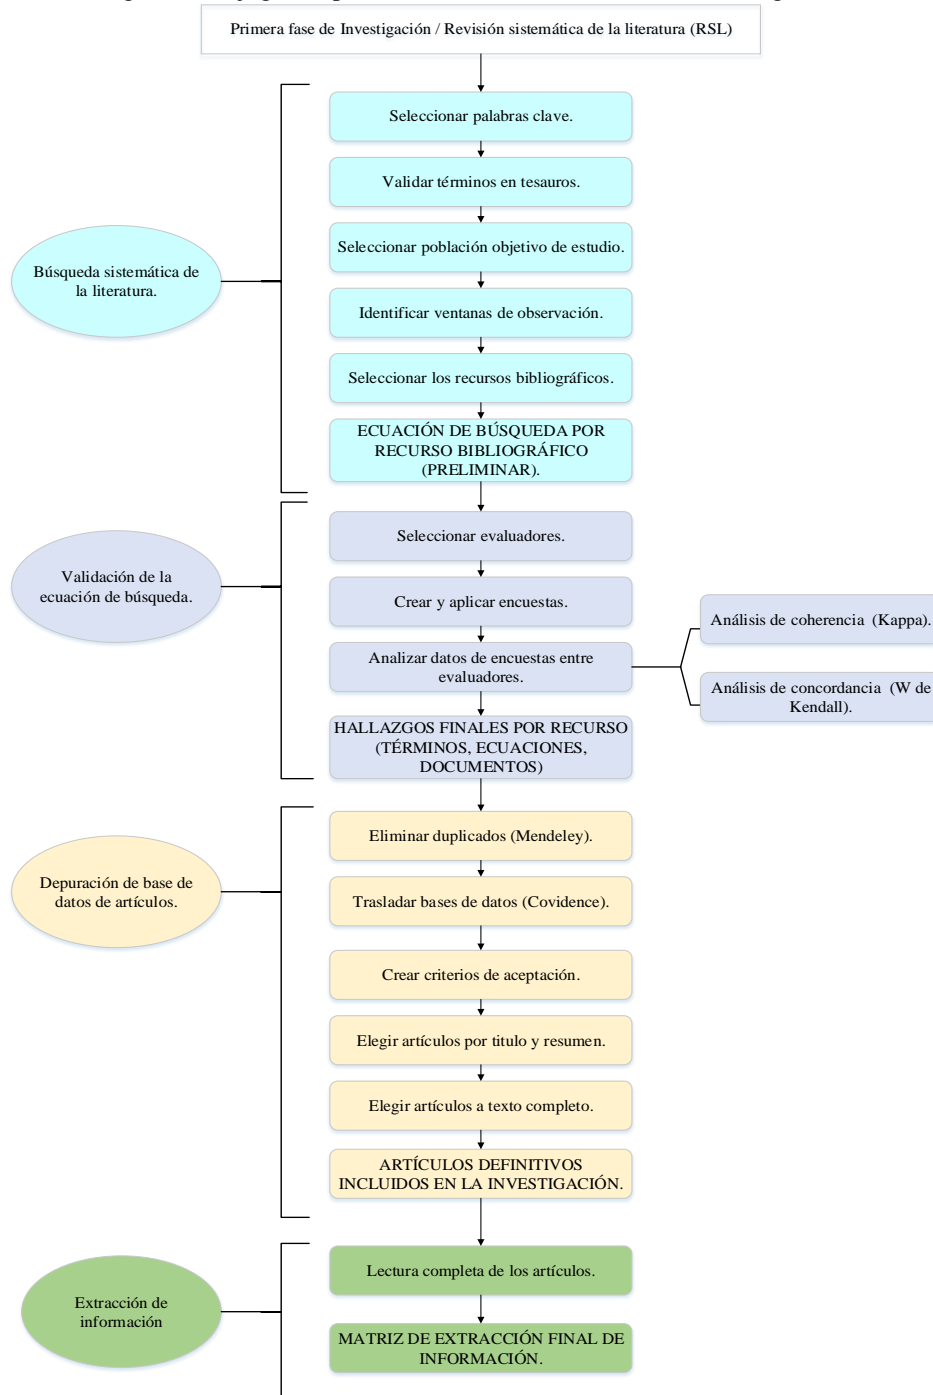 Primera fase de Investigación / Revisión sistemática de la literatura (RSL)
Seleccionar palabras clave.
Validar términos en tesauros.
Seleccionar población objetivo de estudio.
Búsqueda sistemática de
la literatura.
Identificar ventanas de observación.
Seleccionar los recursos bibliográficos.
ECUACIÓN DE BÚSQUEDA POR
RECURSO BIBLIOGRÁFICO
(PRELIMINAR).
Seleccionar evaluadores.
Validación de la
ecuación de búsqueda.
Crear y aplicar encuestas.
Analizar datos de encuestas entre
evaluadores.
Análisis de coherencia (Kappa).
Análisis de concordancia (W de
Kendall).
HALLAZGOS FINALES POR RECURSO
(TÉRMINOS, ECUACIONES,
DOCUMENTOS)
Eliminar duplicados (Mendeley).
Depuración de base de
datos de artículos.
Trasladar bases de datos (Covidence).
Crear criterios de aceptación.
Elegir artículos por titulo y resumen.
Elegir artículos a texto completo.
ARTÍCULOS DEFINITIVOS
INCLUIDOS EN LA INVESTIGACIÓN.
Lectura completa de los artículos.
Extracción de
información
MATRIZ DE EXTRACCIÓN FINAL DE
INFORMACIÓN.